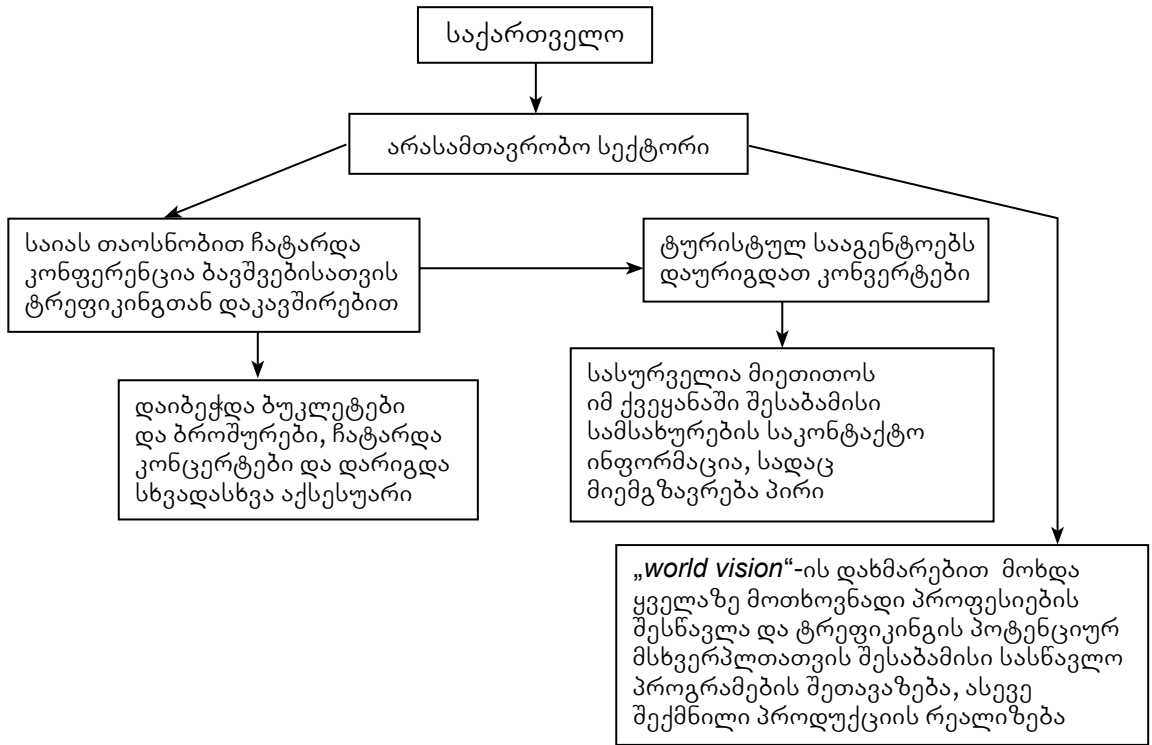 საქართველო
არასამთავრობო სექტორი
საიას თაოსნობით ჩატარდა
კონფერენცია ბავშვებისათვის
ტრეფიკინგთან დაკავშირებით
ტურისტულ სააგენტოებს
დაურიგდათ კონვერტები
დაიბეჭდა ბუკლეტები
და ბროშურები, ჩატარდა
კონცერტები და დარიგდა
სხვადასხვა აქსესუარი
სასურველია მიეთითოს
იმ ქვეყანაში შესაბამისი
სამსახურების საკონტაქტო
ინფორმაცია, სადაც
მიემგზავრება პირი
„world vision“-ის დახმარებით მოხდა
ყველაზე მოთხოვნადი პროფესიების
შესწავლა და ტრეფიკინგის პოტენციურ
მსხვერპლთათვის შესაბამისი სასწავლო
პროგრამების შეთავაზება, ასევე
შექმნილი პროდუქციის რეალიზება